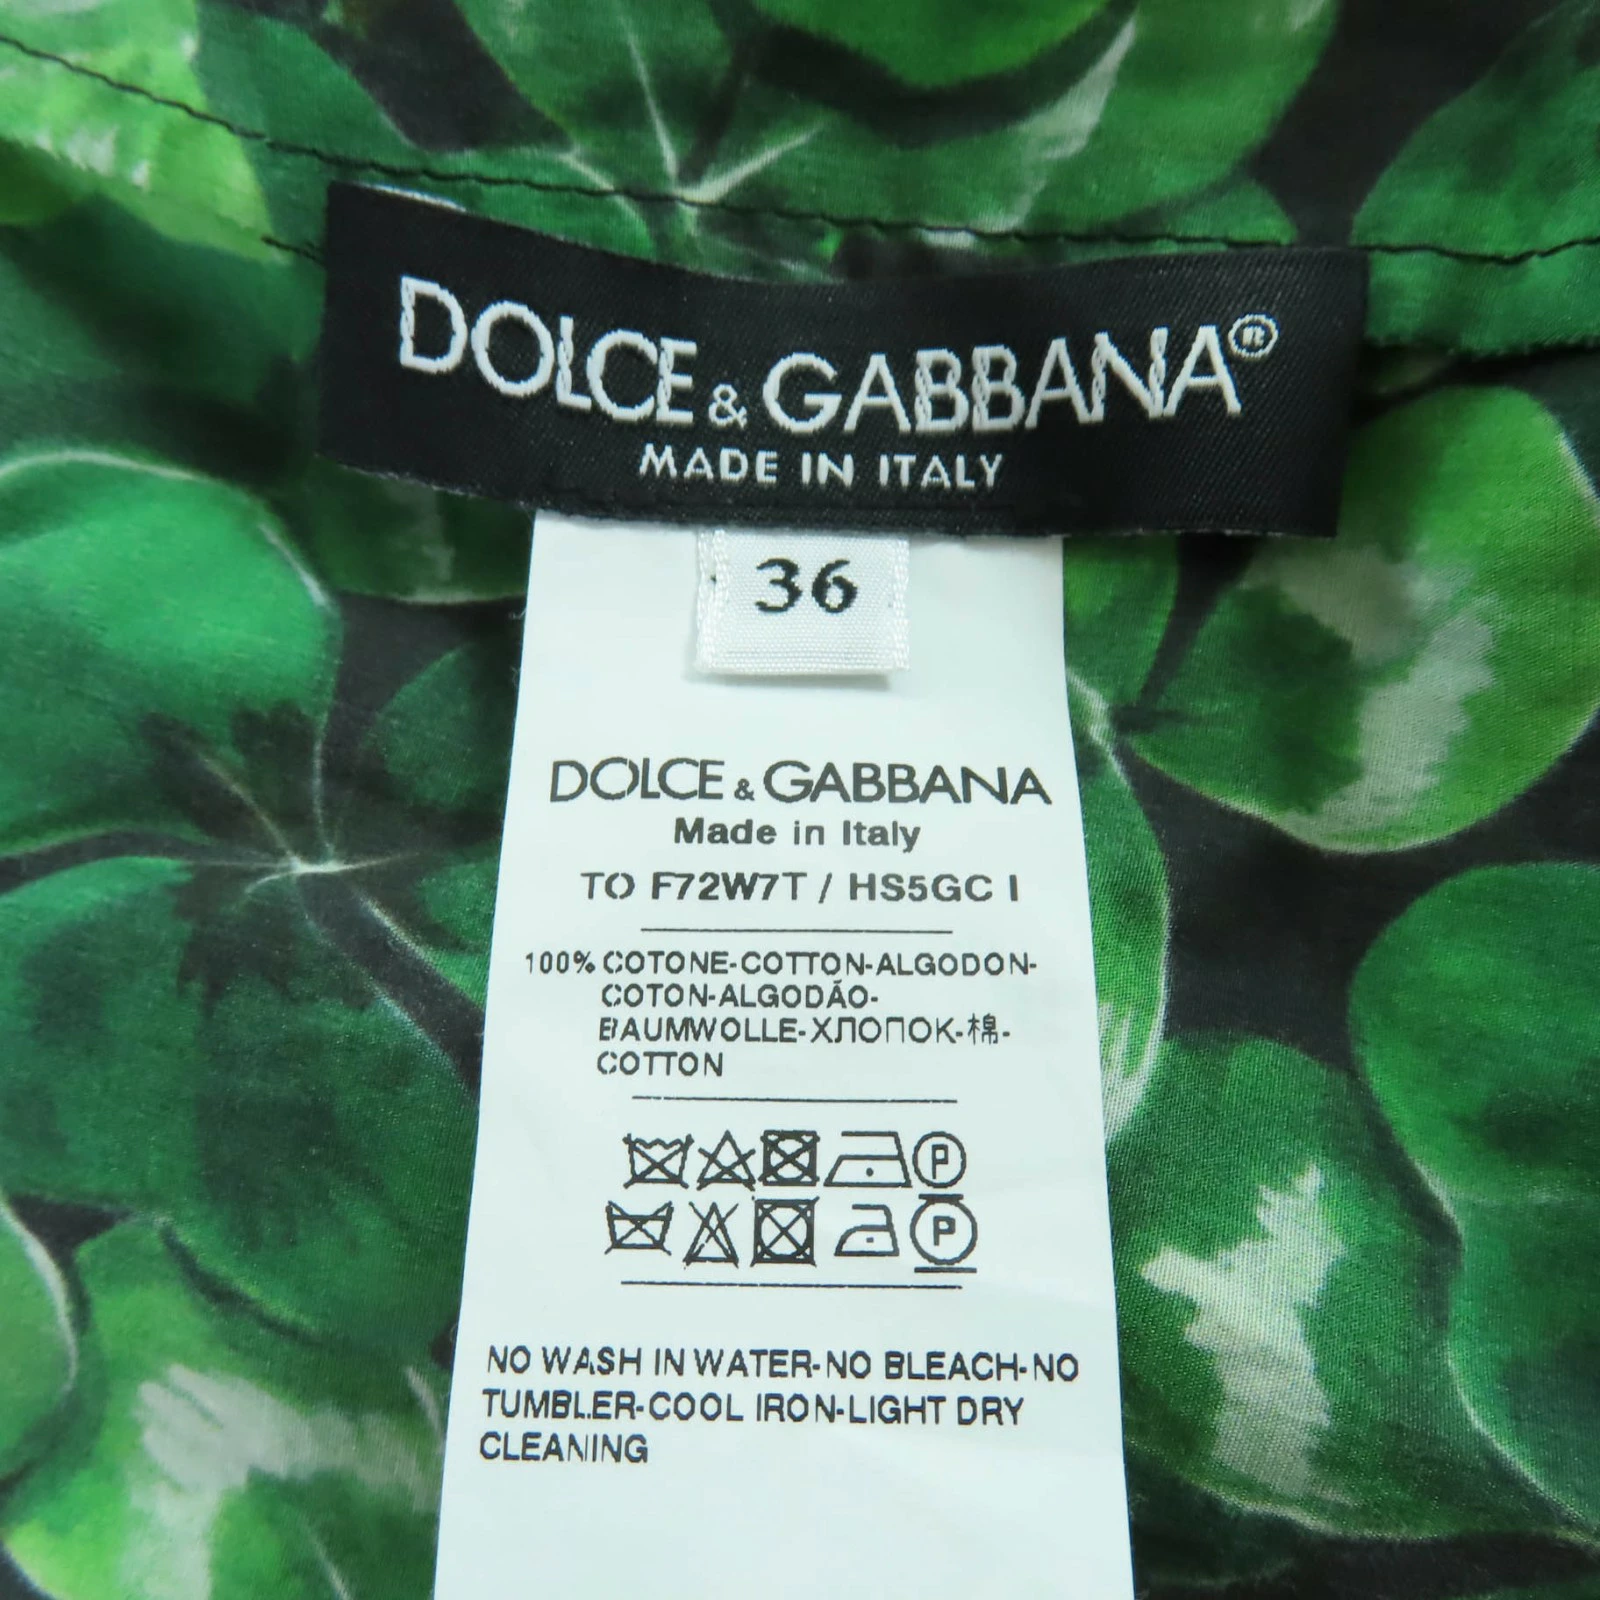 DOLCE & GABBANA®
MADE IN ITALY
36
DOLCE & GABBANA
Made in Italy
TO F72W7T / HS5GC I
100% COTONE-COTTON-ALGODON-
COTON-ALGODÃO-
BAUMWOLLE-ХЛОПОК-棉-
COTTON
P
P
NO WASH IN WATER-NO BLEACH-NO
TUMBLER-COOL IRON-LIGHT DRY
CLEANING